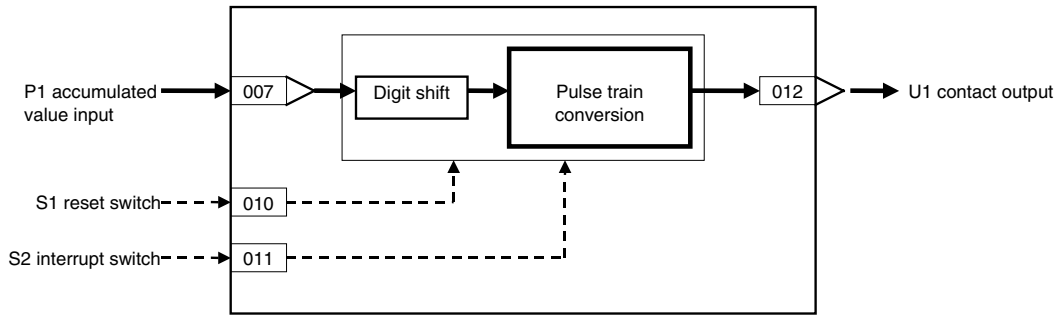 P1 accumulated
value input
007
Digit shift
Pulse train
conversion
012
U1 contact output
S1 reset switch
010
S2 interrupt switch
011